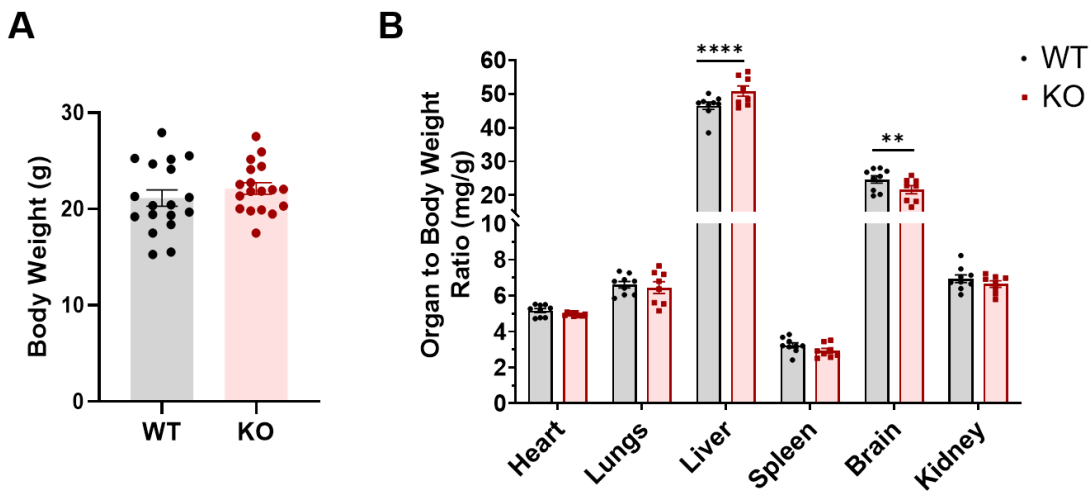 A
Body Weight (g)
30
20
10
0
WT
KO
B
Organ to Body Weight
Ratio (mg/g)
60
50
40
30
20
10
8
6
4
2
0
****
**
WT
KO
Heart
Lungs
Liver
Spleen
Brain
Kidney